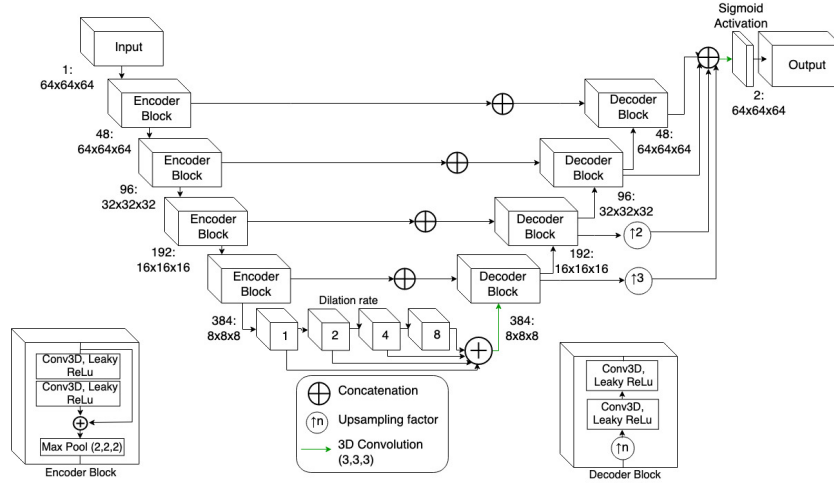 Sigmoid
Activation
Input
Output
1:
64x64x64
2:
64x64x64
Encoder
Block
Decoder
Block
48:
64x64x64
48:
64x64x64
Encoder
Block
Decoder
Block
96:
32x32x32
96:
32x32x32
Encoder
Block
Decoder
Block
↑2
192:
16x16x16
192:
16x16x16
Encoder
Block
Decoder
Block
↑3
384:
8x8x8
Dilation rate
1
2
4
8
384:
8x8x8
Conv3D, Leaky
ReLu
Conv3D, Leaky
ReLu
Max Pool (2,2,2)
Encoder Block
Concatenation
↑n
Upsampling factor
3D Convolution
(3,3,3)
Conv3D,
Leaky ReLu
Conv3D,
Leaky ReLu
↑n
Decoder Block